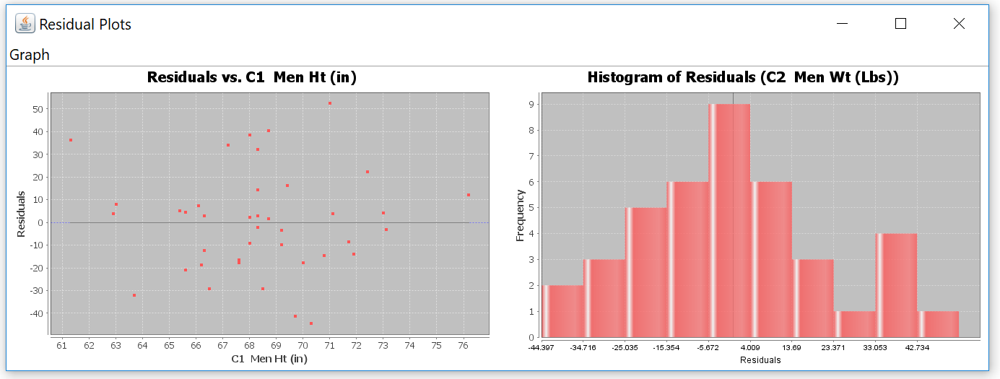 Residual Plots
Graph
Residuals vs. C1  Men Ht (in)
50
40
30
20
10
0
-10
-20
-30
-40
Residuals
61 62 63 64 65 66 67 68 69 70 71 72 73 74 75 76
C1  Men Ht (in)
Histogram of Residuals (C2  Men Wt (Lbs))
9
8
7
6
5
4
3
2
1
0
Frequency
-44.397 -34.716 -25.035 -15.354 -5.672 4.009 13.69 23.371 33.053 42.734
Residuals